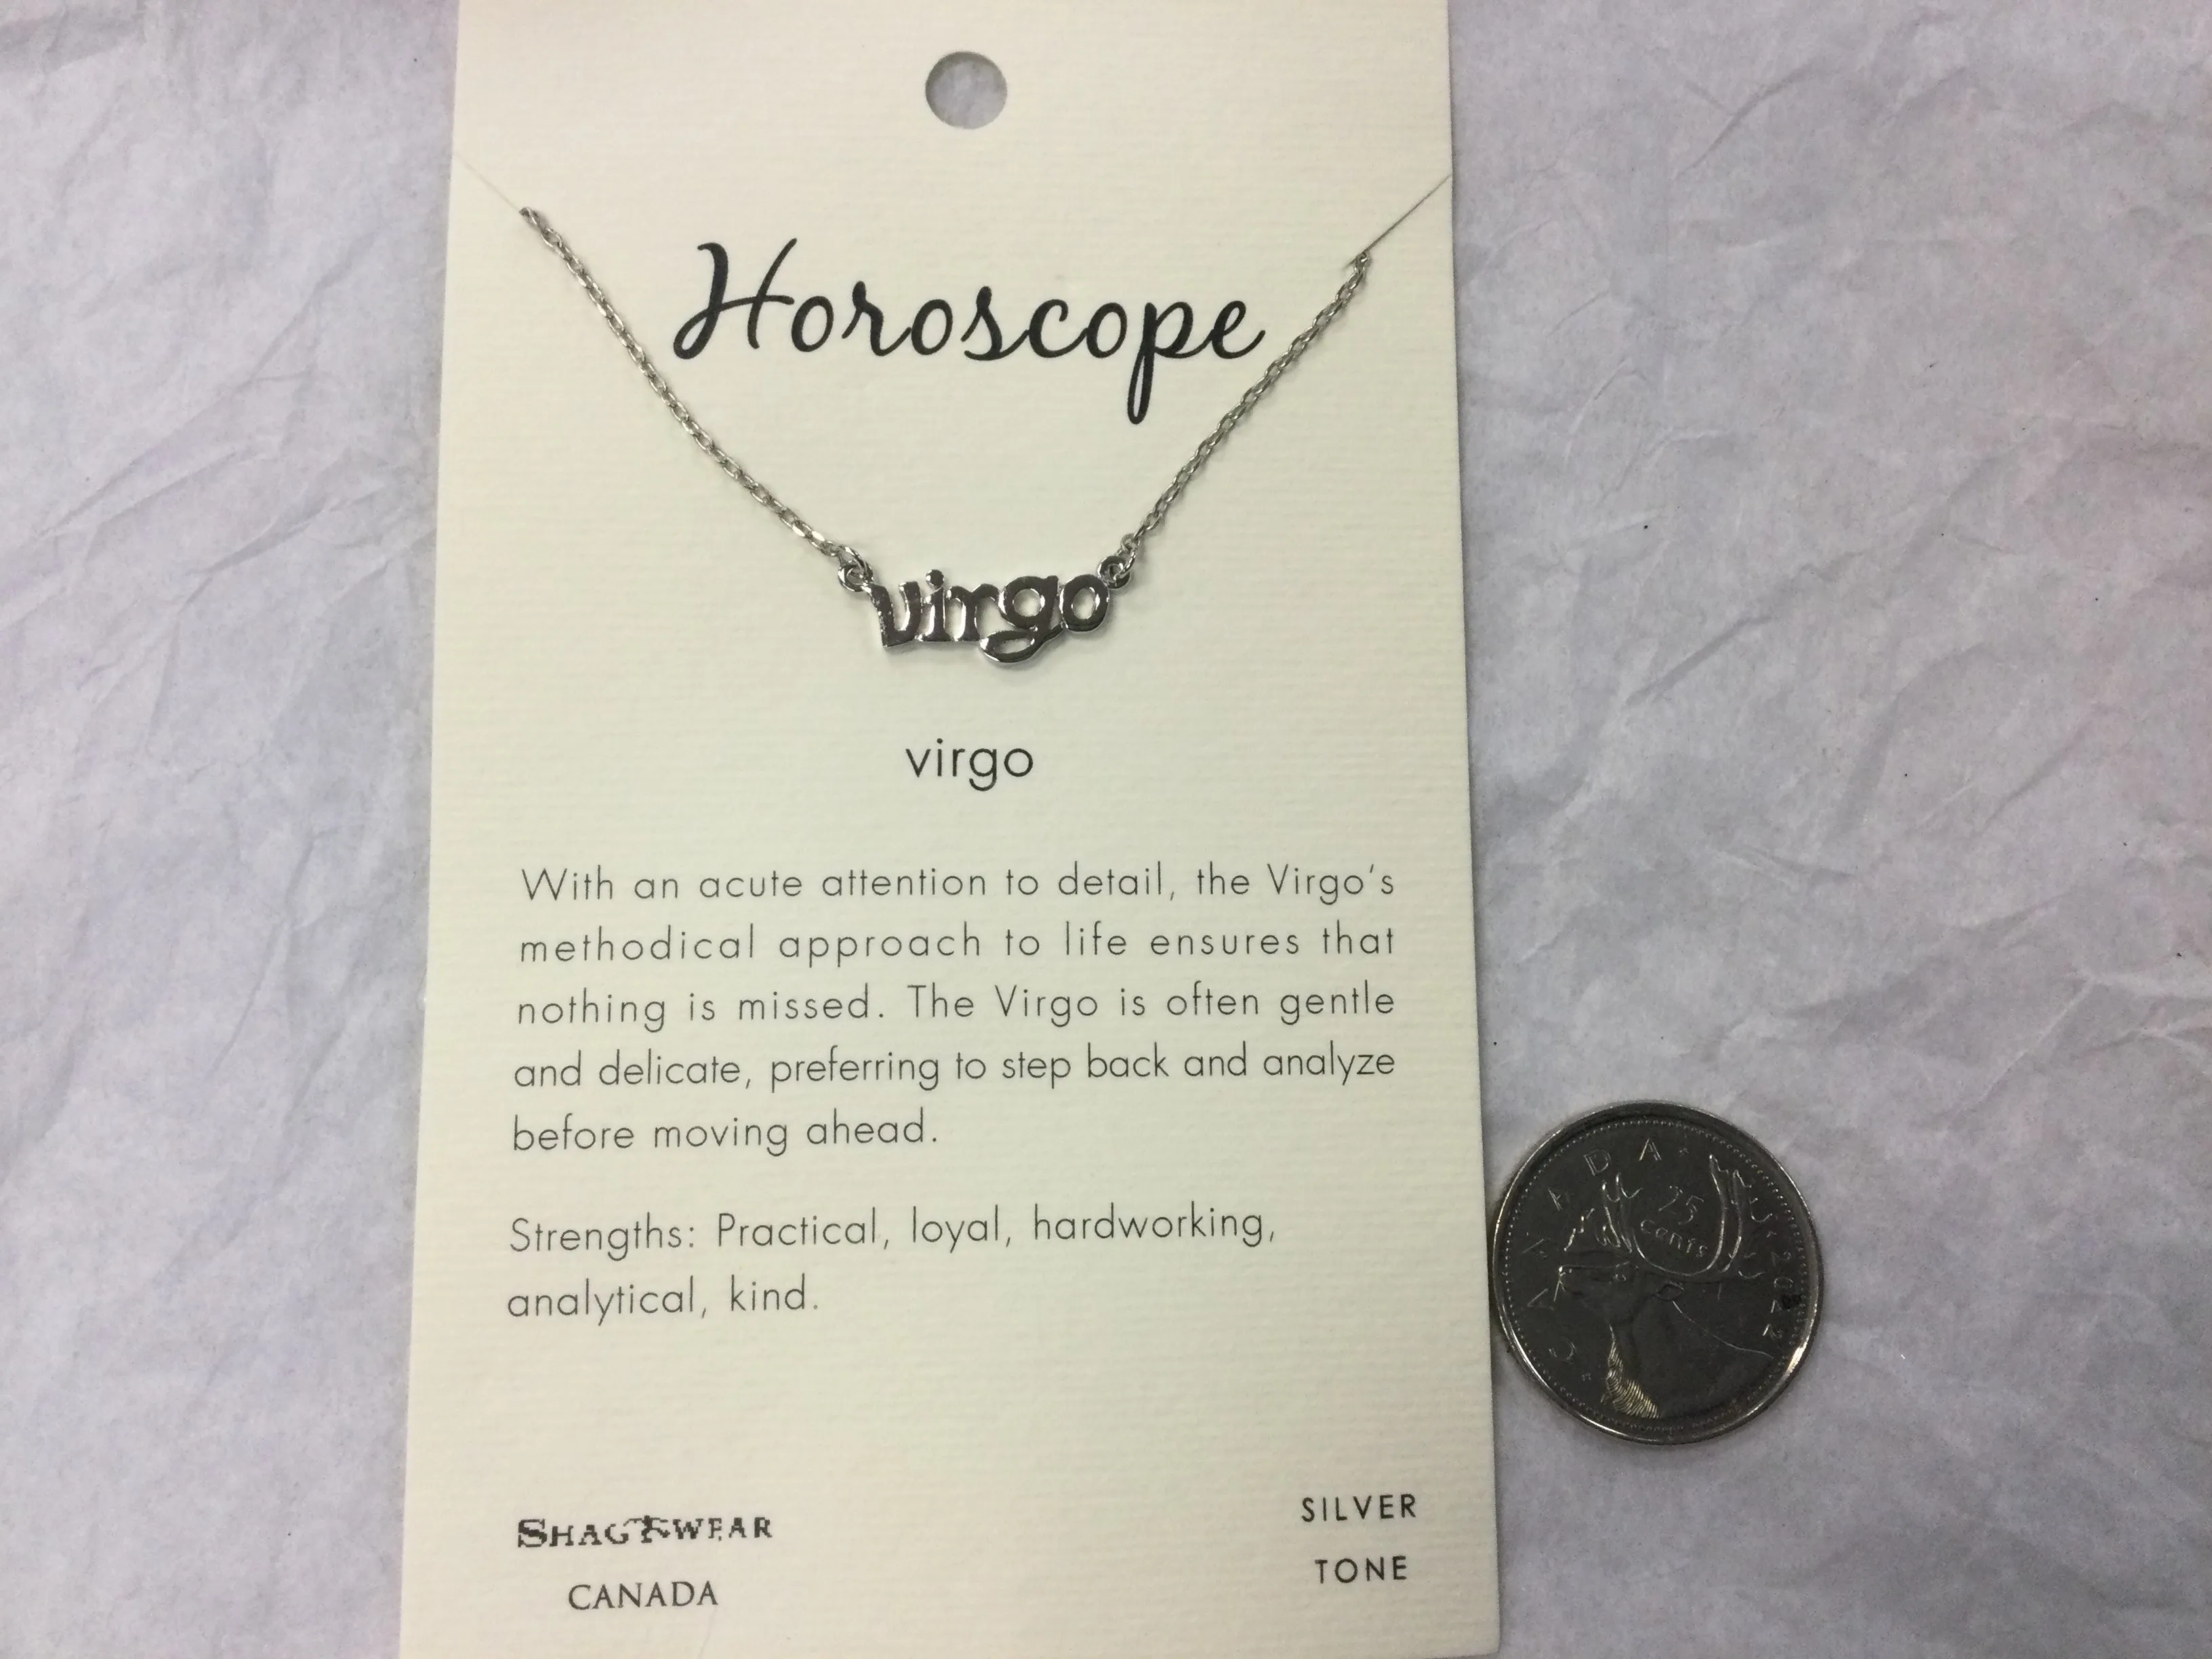 Horoscope
virgo
virgo
With an acute attention to detail, the Virgo's
methodical approach to life ensures that
nothing is missed. The Virgo is often gentle
and delicate, preferring to step back and analyze
before moving ahead.
Strengths: Practical, loyal, hardworking,
analytical, kind.
SHAGWEAR
CANADA
SILVER
TONE
CANADA
25
cents
2022